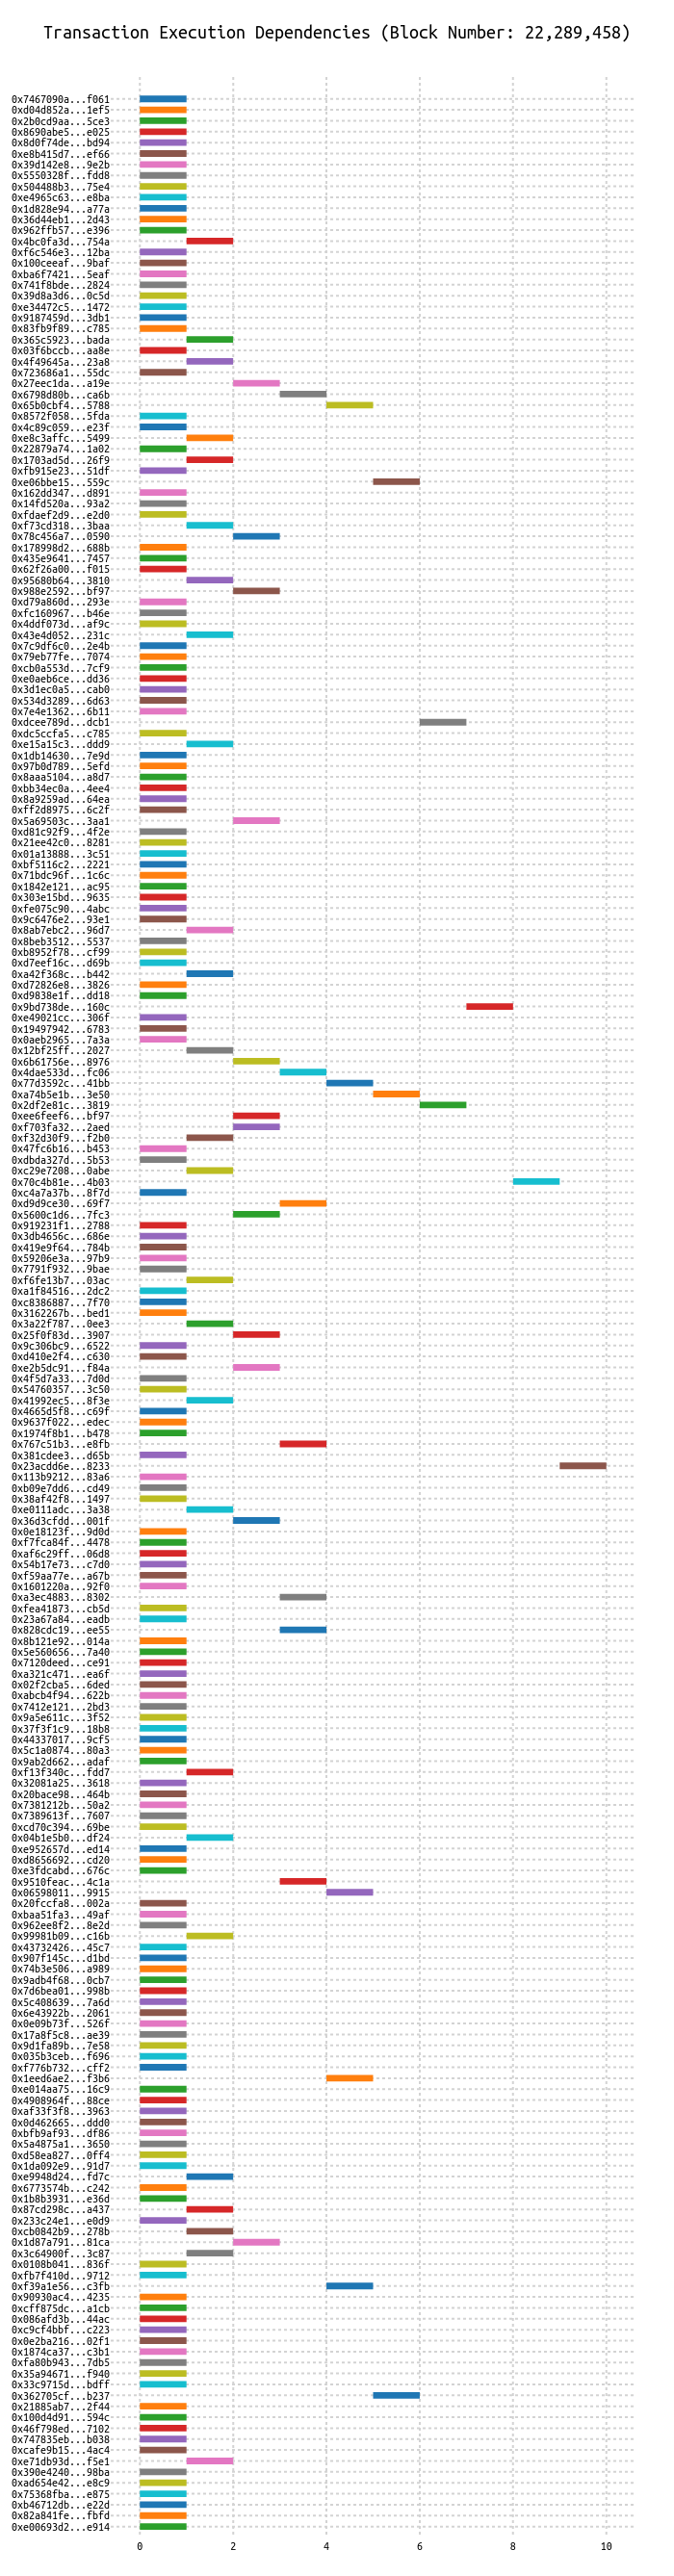 Transaction Execution Dependencies (Block Number: 22,289,458)
0x7467090a...f061
0xd04d852a...1ef5
0x2b0cd9aa...5ce3
0x8690abe5...e025
0x8d0f74de...bd94
0xe8b415d7...ef66
0x39d142e8...9e2b
0x5550328f...fdd8
0x504488b3...75e4
0xe4965c63...e8ba
0x1d828e94...a77a
0x36d44eb1...2d43
0x962ffb57...e396
0x4bc0fa3d...754a
0xf6c546e3...12ba
0x100ceeaf...9baf
0xba6f7421...5eaf
0x741f8bde...2824
0x39d8a3d6...0c5d
0xe34472c5...1472
0x9187459d...3db1
0x83fb9f89...c785
0x365c5923...bada
0x03f6bccb...aa8e
0x4f49645a...23a8
0x723686a1...55dc
0x27eec1da...a19e
0x6798d80b...ca6b
0x65b0cbf4...5788
0x8572f058...5fda
0x4c89c059...e23f
0xe8c3affc...5499
0x22879a74...1a02
0x1703ad5d...26f9
0xfb915e23...51df
0xe06bbe15...559c
0x162dd347...d891
0x14fd520a...93a2
0xfdaef2d9...e2d0
0xf73cd318...3baa
0x78c456a7...0590
0x178998d2...688b
0x435e9641...7457
0x62f26a00...f015
0x95680b64...3810
0x988e2592...bf97
0xd79a860d...293e
0xfc160967...b46e
0x4ddf073d...af9c
0x43e4d052...231c
0x7c9df6c0...2e4b
0x79eb77fe...7074
0xcb0a553d...7cf9
0xe0aeb6ce...dd36
0x3d1ec0a5...cab0
0x534d3289...6d63
0x7e4e1362...6b11
0xdcee789d...dcb1
0xdc5ccfa5...c785
0xe15a15c3...ddd9
0x1db14630...7e9d
0x97b0d789...5efd
0x8aaa5104...a8d7
0xbb34ec0a...4ee4
0x8a9259ad...64ea
0xff2d8975...6c2f
0x5a69503c...3aa1
0xd81c92f9...4f2e
0x21ee42c0...8281
0x01a13888...3c51
0xbf5116c2...2221
0x71bdc96f...1c6c
0x1842e121...ac95
0x303e15bd...9635
0xfe075c90...4abc
0x9c6476e2...93e1
0x8ab7ebc2...96d7
0x8beb3512...5537
0xb8952f78...cf99
0xd7eef16c...d69b
0xa42f368c...b442
0xd72826e8...3826
0xd9838e1f...dd18
0x9bd738de...160c
0xe49021cc...306f
0x19497942...6783
0x0aeb2965...7a3a
0x12bf25ff...2027
0x6b61756e...8976
0x4dae533d...fc06
0x77d3592c...41bb
0xa74b5e1b...3e50
0x2df2e81c...3819
0xee6feef6...bf97
0xf703fa32...2aed
0xf32d30f9...f2b0
0x47fc6b16...b453
0xdbda327d...5b53
0xc29e7208...0abe
0x70c4b81e...4b03
0xc4a7a37b...8f7d
0xd9d9ce30...69f7
0x5600c1d6...7fc3
0x919231f1...2788
0x3db4656c...686e
0x419e9f64...784b
0x59206e3a...97b9
0x7791f932...9bae
0xf6fe13b7...03ac
0xa1f84516...2dc2
0xc8386887...7f70
0x3162267b...bed1
0x3a22f787...0ee3
0x25f0f83d...3907
0x9c306bc9...6522
0xd410e2f4...c630
0xe2b5dc91...f84a
0x4f5d7a33...7d0d
0x54760357...3c50
0x41992ec5...8f3e
0x4665d5f8...c69f
0x9637f022...edec
0x1974f8b1...b478
0x767c51b3...e8fb
0x381cdee3...d65b
0x23acdd6e...8233
0x113b9212...83a6
0xb09e7dd6...cd49
0x38af42f8...1497
0xe0111adc...3a38
0x36d3cfdd...001f
0x0e18123f...9d0d
0xf7fca84f...4478
0xaf6c29ff...06d8
0x54b17e73...c7d0
0xf59aa77e...a67b
0x1601220a...92f0
0xa3ec4883...8302
0xfea41873...cb5d
0x23a67a84...eadb
0x828cdc19...ee55
0x8b121e92...014a
0x5e560656...7a40
0x7120deed...ce91
0xa321c471...ea6f
0x02f2cba5...6ded
0xabcb4f94...622b
0x7412e121...2bd3
0x9a5e611c...3f52
0x37f3f1c9...18b8
0x44337017...9cf5
0x5c1a0874...80a3
0x9ab2d662...adaf
0xf13f340c...fdd7
0x32081a25...3618
0x20bace98...464b
0x7381212b...50a2
0x7389613f...7607
0xcd70c394...69be
0x04b1e5b0...df24
0xe952657d...ed14
0xd8656692...cd20
0xe3fdcabd...676c
0x9510feac...4c1a
0x06598011...9915
0x20fccfa8...002a
0xbaa51fa3...49af
0x962ee8f2...8e2d
0x99981b09...c16b
0x43732426...45c7
0x907f145c...d1bd
0x74b3e506...a989
0x9adb4f68...0cb7
0x7d6bea01...998b
0x5c408639...7a6d
0x6e43922b...2061
0x0e09b73f...526f
0x17a8f5c8...ae39
0x9d1fa89b...7e58
0x035b3ceb...f696
0xf776b732...cff2
0x1eed6ae2...f3b6
0xe014aa75...16c9
0x4908964f...88ce
0xaf33f3f8...3963
0x0d462665...ddd0
0xbfb9af93...df86
0x5a4875a1...3650
0xd58ea827...0ff4
0x1da092e9...91d7
0xe9948d24...fd7c
0x6773574b...c242
0x1b8b3931...e36d
0x87cd298c...a437
0x233c24e1...e0d9
0xcb0842b9...278b
0x1d87a791...81ca
0x3c64900f...3c87
0x0108b041...836f
0xfb7f410d...9712
0xf39a1e56...c3fb
0x90930ac4...4235
0xcff875dc...a1cb
0x086afd3b...44ac
0xc9cf4bbf...c223
0x0e2ba216...02f1
0x1874ca37...c3b1
0xfa80b943...7db5
0x35a94671...f940
0x33c9715d...bdff
0x362705cf...b237
0x21885ab7...2f44
0x100d4d91...594c
0x46f798ed...7102
0x747835eb...b038
0xcafe9b15...4ac4
0xe71db93d...f5e1
0x390e4240...98ba
0xad654e42...e8c9
0x75368fba...e875
0xb46712db...e22d
0x82a841fe...fbfd
0xe00693d2...e914
0 2 4 6 8 10